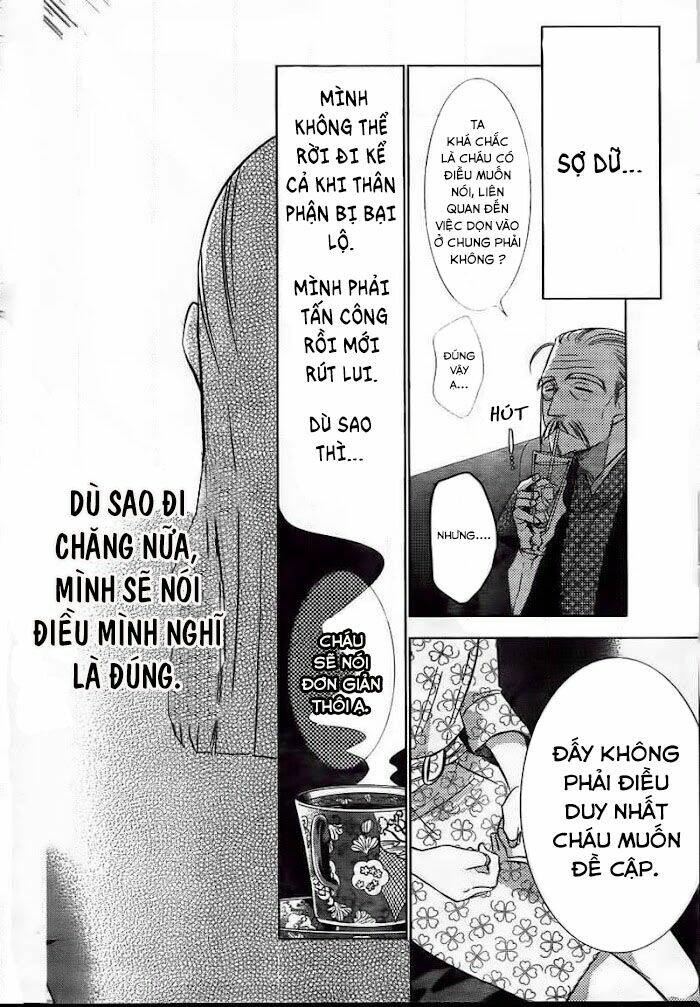 SỢ DỮ...
TA
KHÁ CHẮC
LÀ CHÁU CÓ
ĐIỀU MUỐN
NÓI, LIÊN
QUAN ĐẾN
VIỆC DỌN VÀO
Ở CHUNG PHẢI
KHÔNG ?
ĐÚNG
VẬY
Ạ...
HÚT
NHƯNG....
ĐẤY KHÔNG
PHẢI ĐIỀU
DUY NHẤT
CHÁU MUỐN
ĐỀ CẬP.
MÌNH
KHÔNG THỂ
RỜI ĐI KỂ
CẢ KHI THÂN
PHẬN BỊ BẠI
LỘ.
MÌNH PHẢI
TẤN CÔNG
RỒI MỚI
RÚT LUI.
DÙ SAO
THÌ...
CHÁU
SẼ NÓI
ĐƠN GIẢN
THÔI Ạ.
DÙ SAO ĐI
CHĂNG NỮA,
MÌNH SẼ NÓI
ĐIỀU MÌNH NGHĨ
LÀ ĐÚNG.